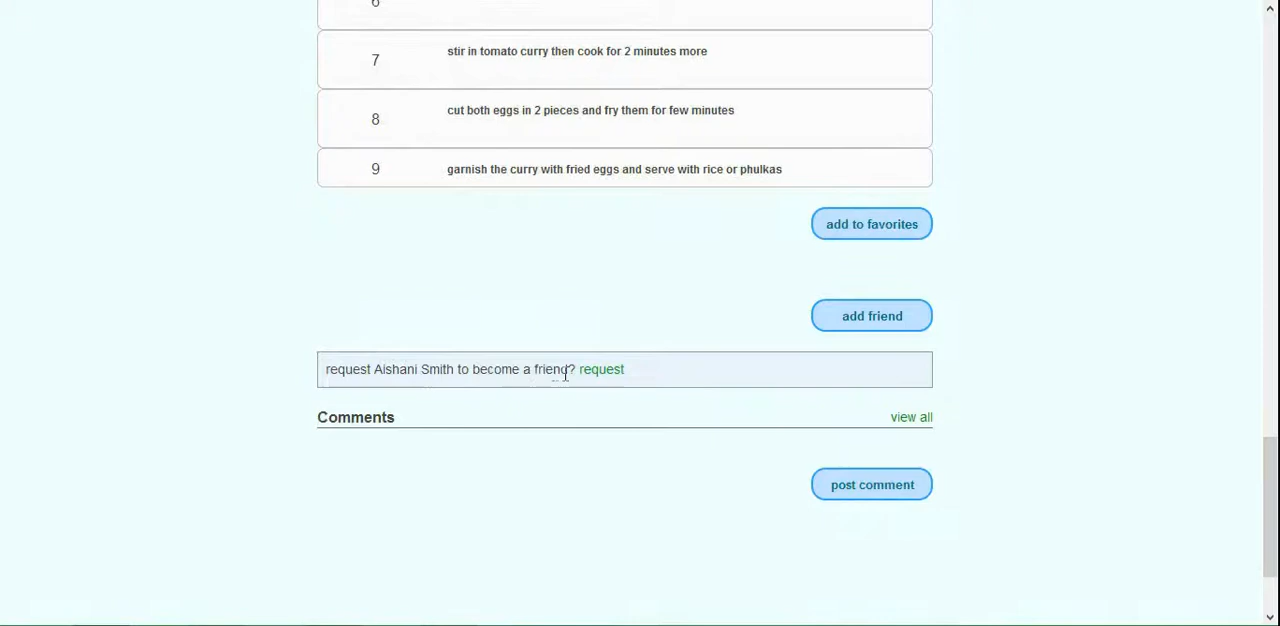 6
7 stir in tomato curry then cook for 2 minutes more
8 cut both eggs in 2 pieces and fry them for few minutes
9 garnish the curry with fried eggs and serve with rice or phulkas
add to favorites
add friend
request Aishani Smith to become a friend? request
Comments view all
post comment